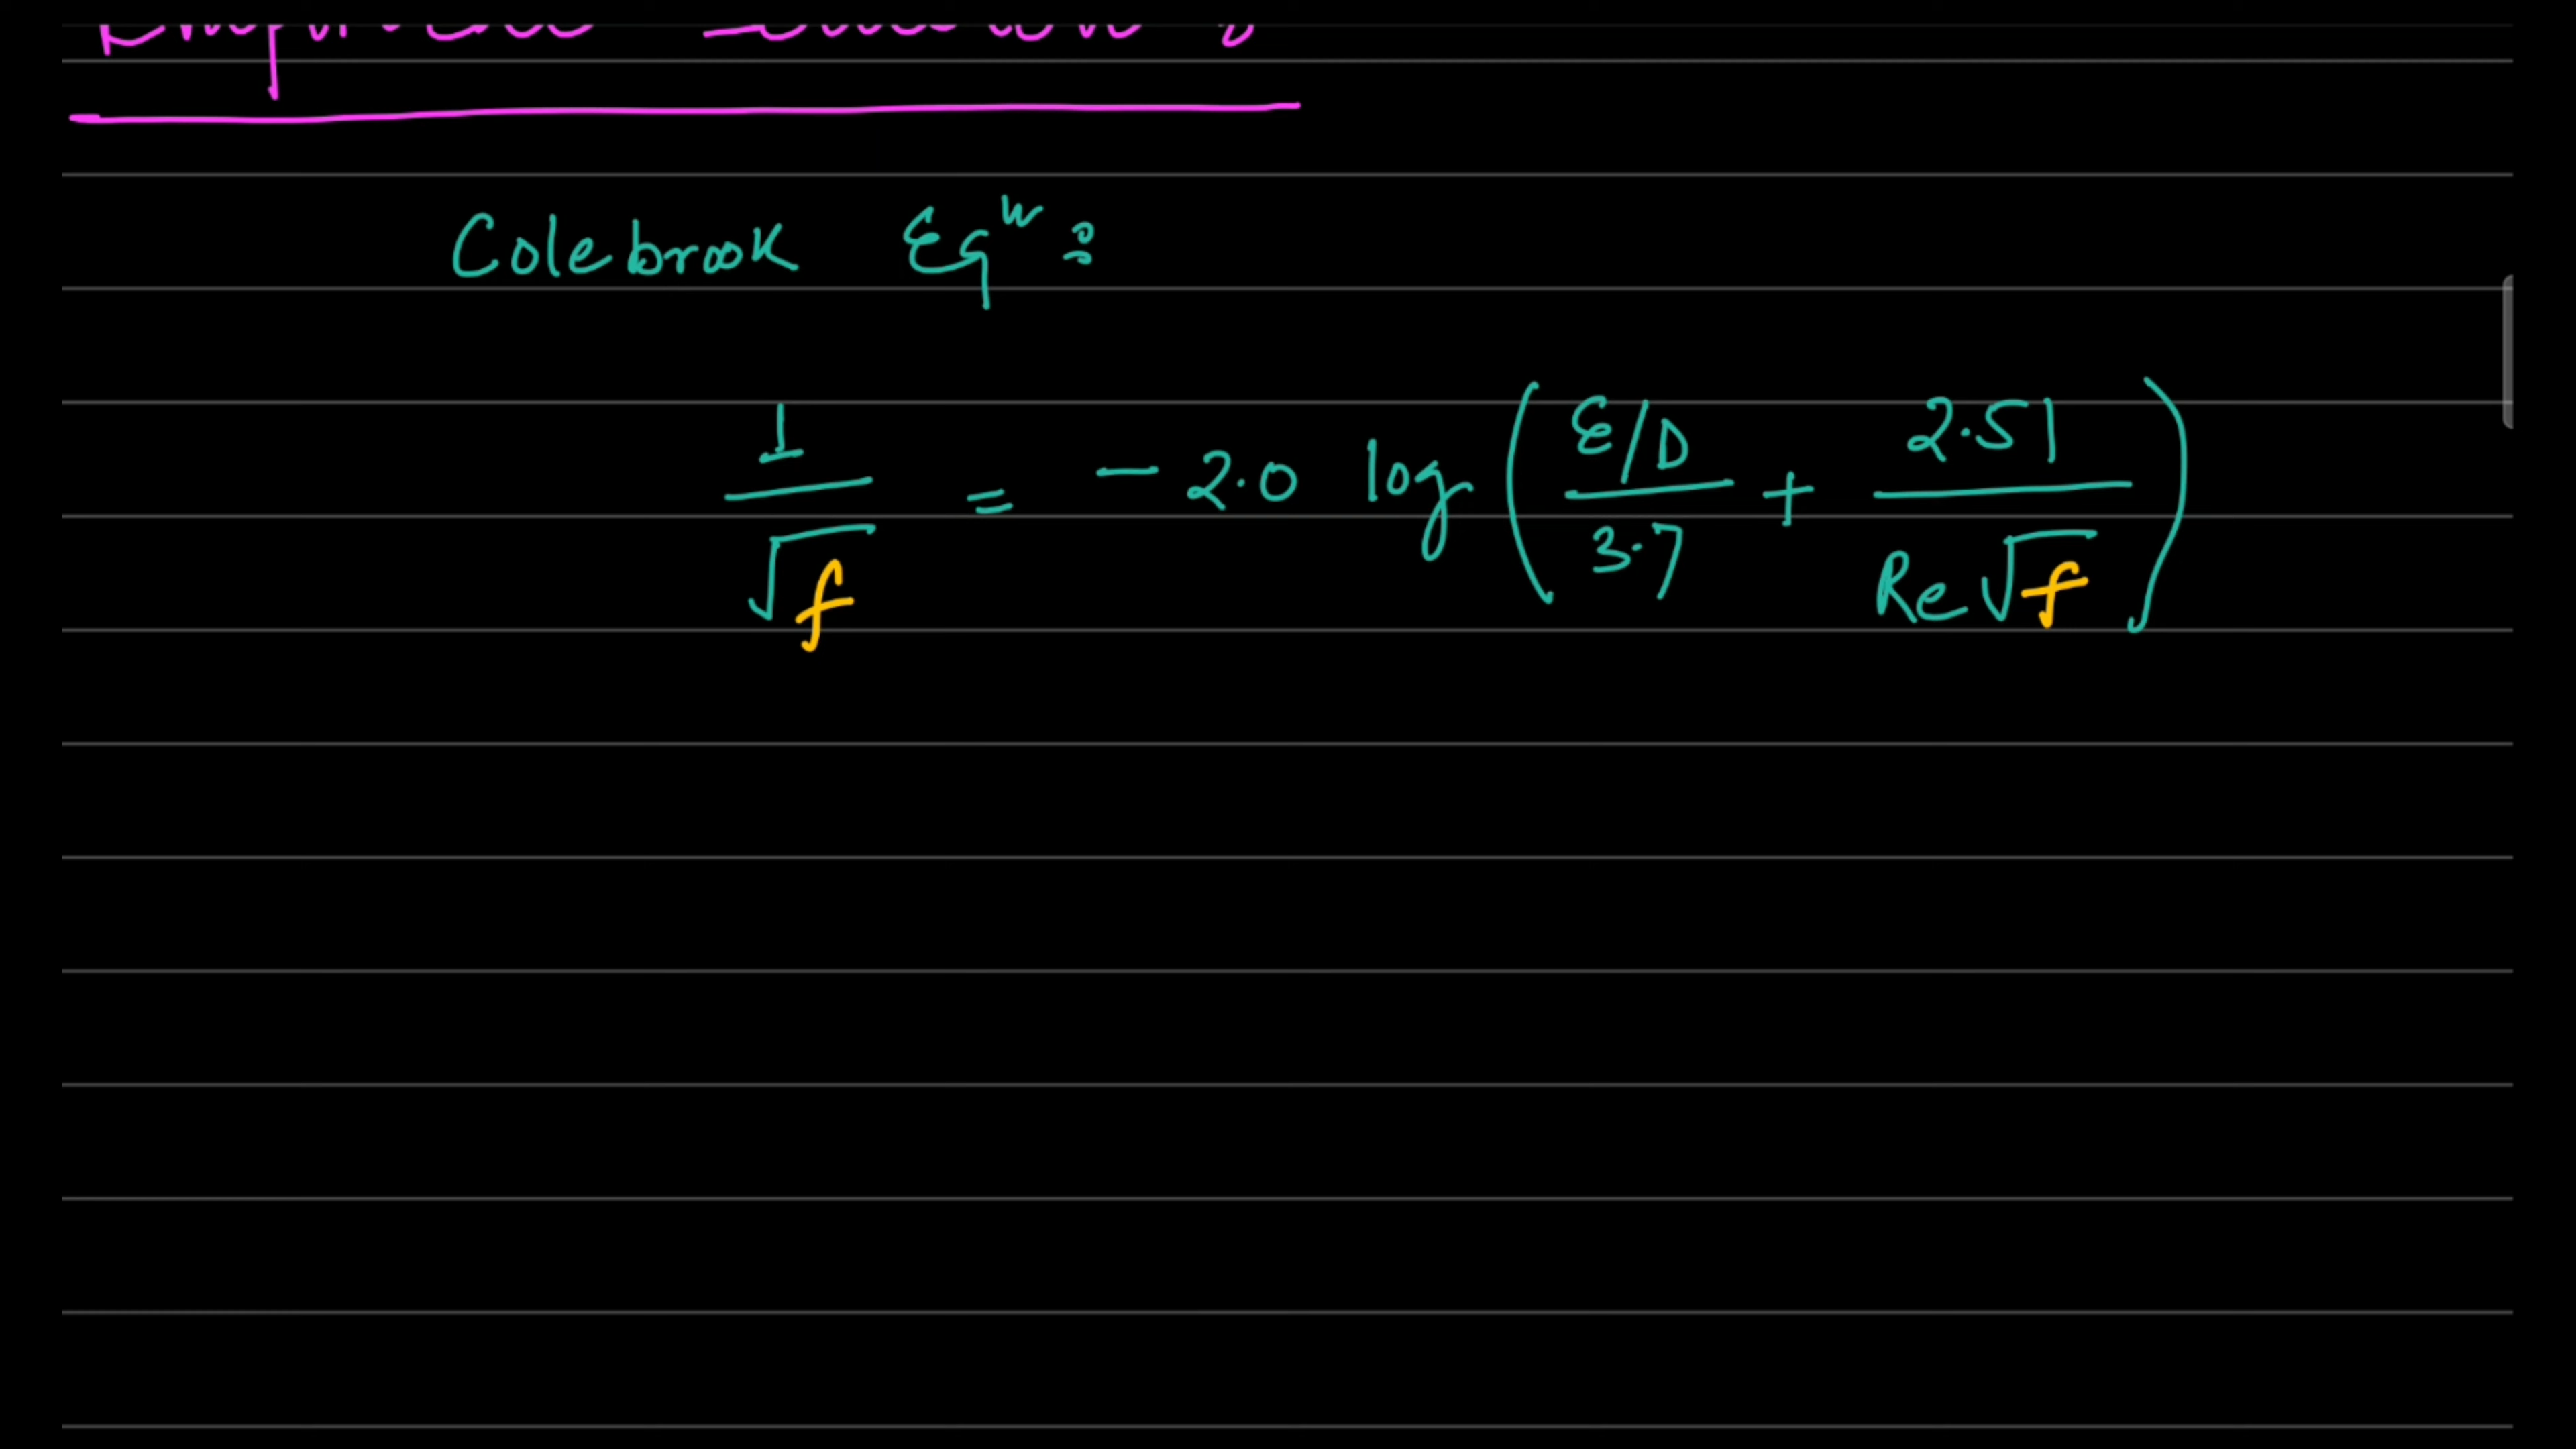 Colebrook Eqⁿ :
1/√f = - 2.0 log ( (ε/D)/3.7 + 2.51/(Re √f) )